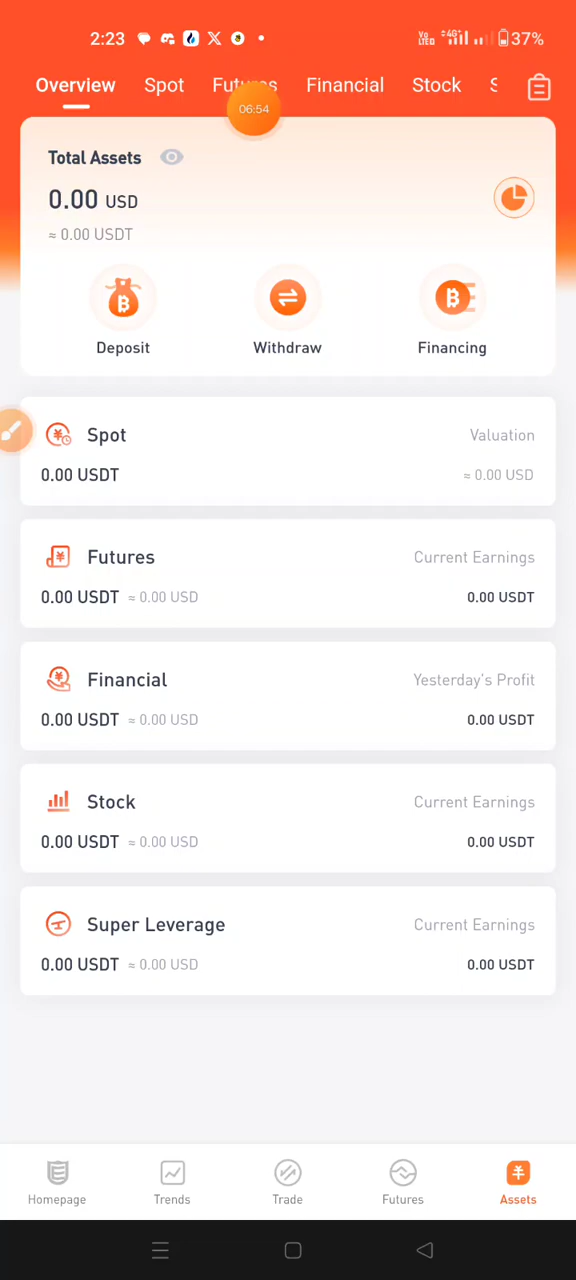 2:23 Vo LTE 4G 37%
Overview Spot Futures Financial Stock S
06:54
Total Assets
0.00 USD
≈ 0.00 USDT
Deposit Withdraw Financing
Spot Valuation
0.00 USDT ≈ 0.00 USD
Futures Current Earnings
0.00 USDT ≈ 0.00 USD 0.00 USDT
Financial Yesterday's Profit
0.00 USDT ≈ 0.00 USD 0.00 USDT
Stock Current Earnings
0.00 USDT ≈ 0.00 USD 0.00 USDT
Super Leverage Current Earnings
0.00 USDT ≈ 0.00 USD 0.00 USDT
Homepage Trends Trade Futures Assets